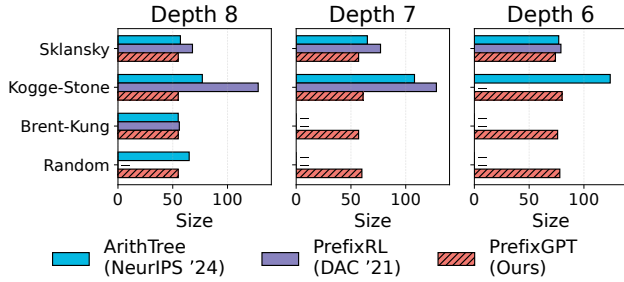 Depth 8 Depth 7 Depth 6
Sklansky
Kogge-Stone
Brent-Kung
Random
0 100 0 50 100 0 50 100
Size Size Size
ArithTree PrefixRL PrefixGPT
(NeurIPS ’24) (DAC ’21) (Ours)